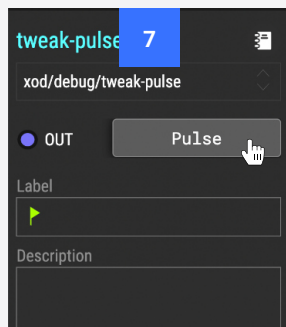 tweak-pulse
7
xod/debug/tweak-pulse
OUT
Pulse
Label
Description